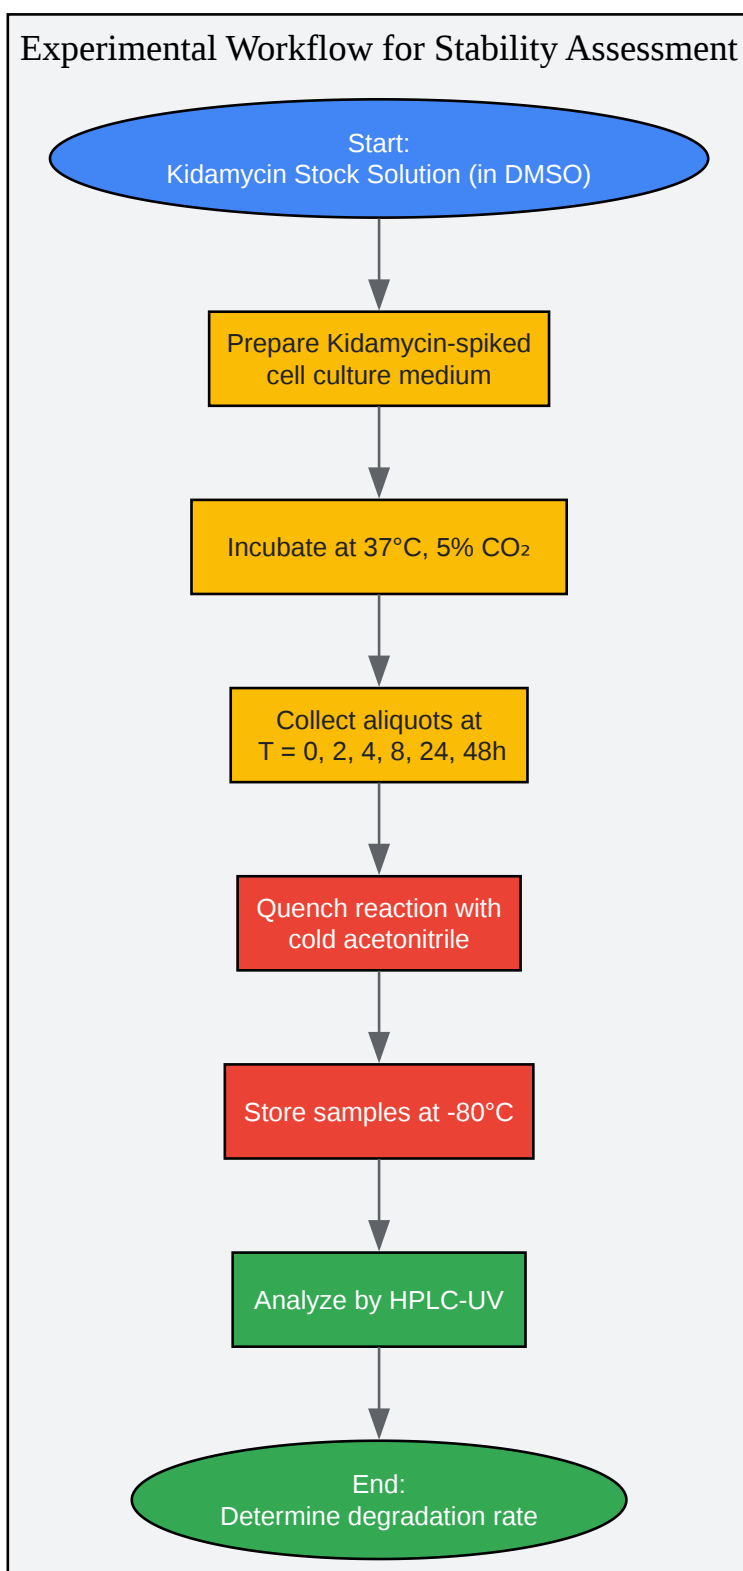 Experimental Workflow for Stability Assessment
Start:
Kidamycin Stock Solution (in DMSO)
Prepare Kidamycin-spiked
cell culture medium
Incubate at 37°C, 5% CO₂
Collect aliquots at
T = 0, 2, 4, 8, 24, 48h
Quench reaction with
cold acetonitrile
Store samples at -80°C
Analyze by HPLC-UV
End:
Determine degradation rate